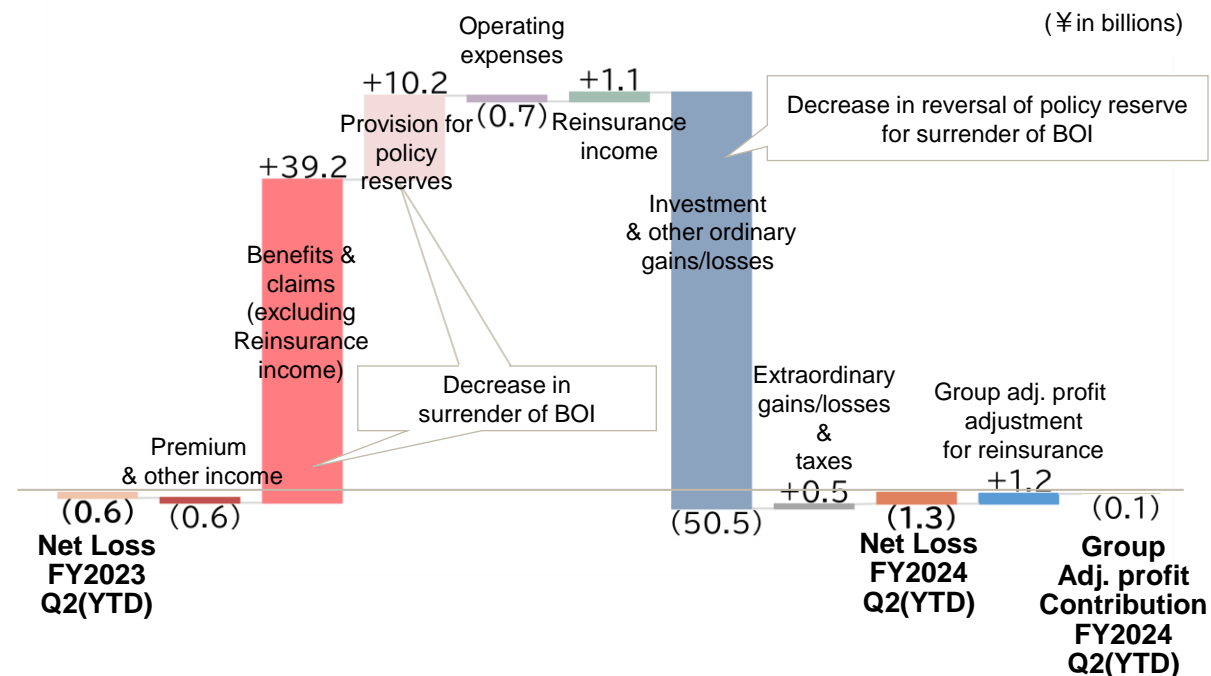 (¥in billions)
Operating
expenses
+10.2
(0.7)
+1.1
Decrease in reversal of policy reserve
for surrender of BOI
Provision for
policy
reserves
Reinsurance
income
+39.2
Investment
& other ordinary
gains/losses
Benefits &
claims
(excluding
Reinsurance
income)
Decrease in
surrender of BOI
Extraordinary
gains/losses
&
taxes
Group adj. profit
adjustment
for reinsurance
Premium
& other income
(0.6)
(0.6)
(50.5)
+0.5
(1.3)
+1.2
(0.1)
Net Loss
FY2023
Q2(YTD)
Net Loss
FY2024
Q2(YTD)
Group
Adj. profit
Contribution
FY2024
Q2(YTD)